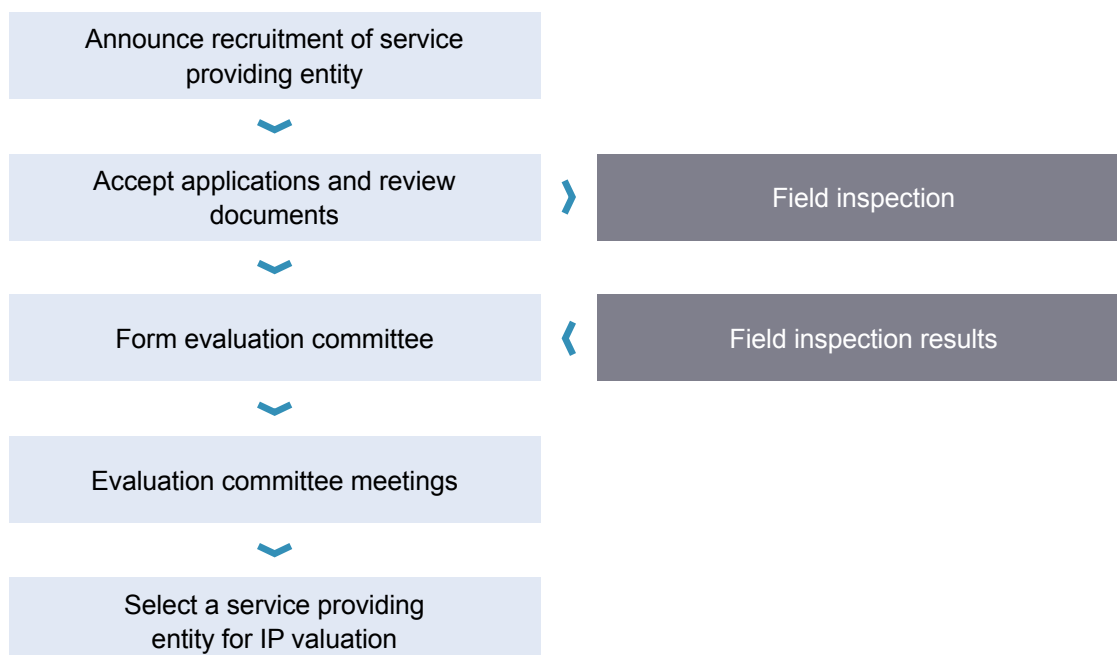 Announce recruitment of service
providing entity
Accept applications and review
documents
Field inspection
Form evaluation committee
Field inspection results
Evaluation committee meetings
Select a service providing
entity for IP valuation